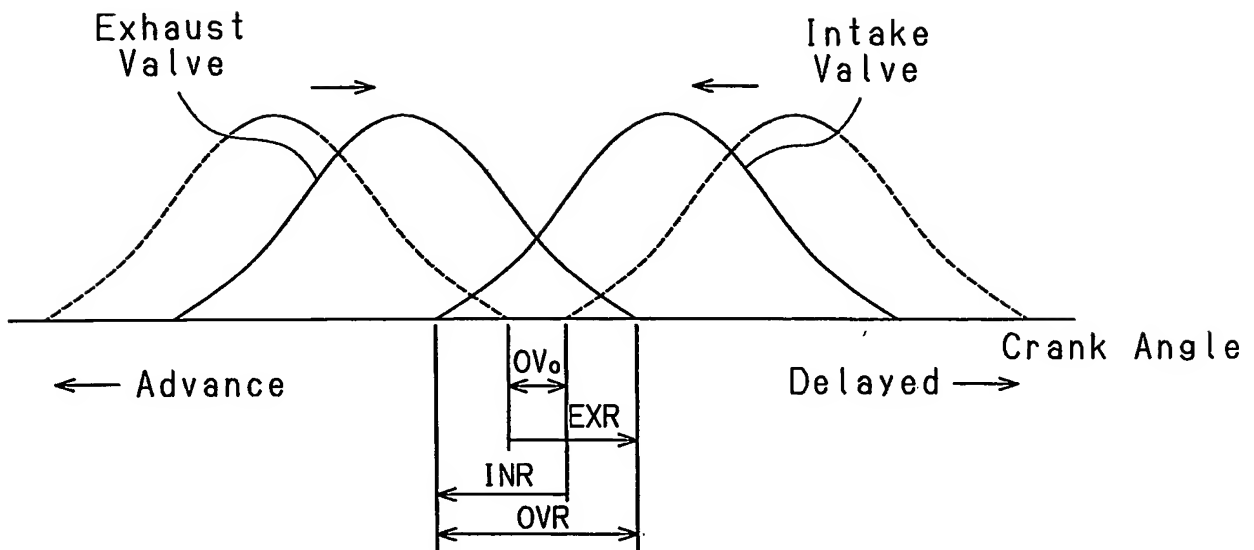 Exhaust
Valve
Intake
Valve
Crank Angle
Advance
Delayed
OVo
EXR
INR
OVR